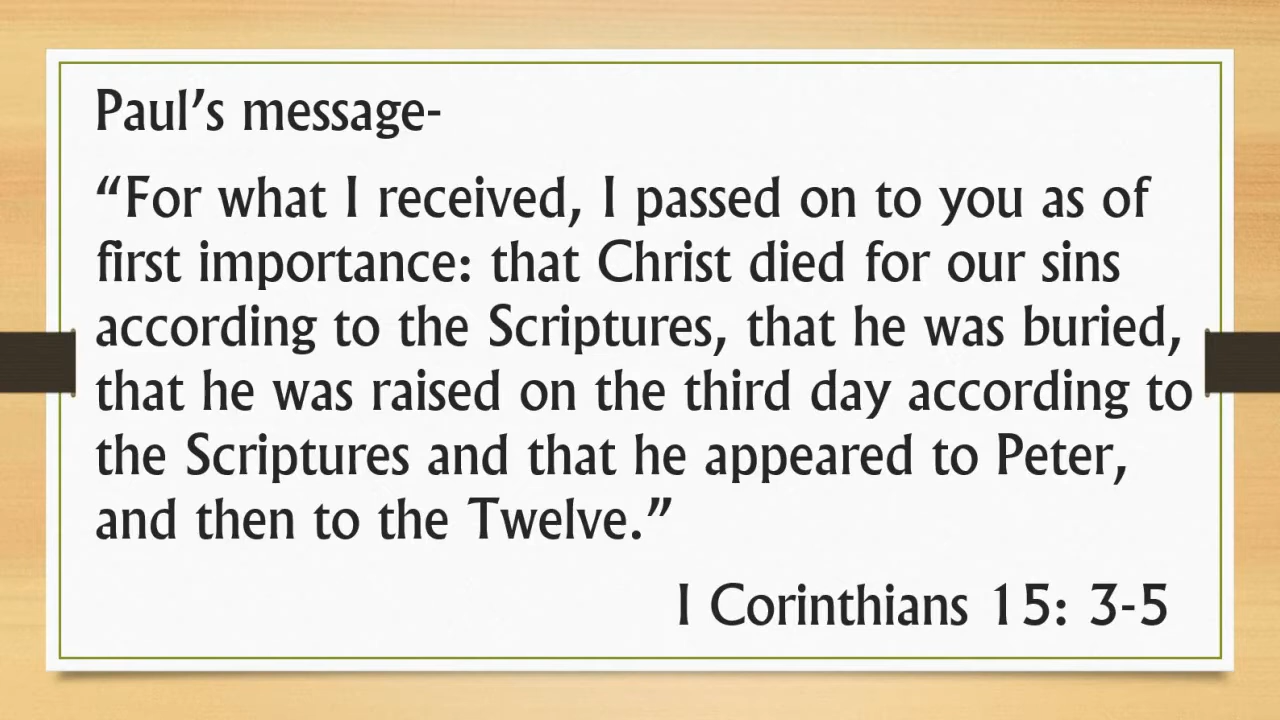 Paul’s message-
“For what I received, I passed on to you as of
first importance: that Christ died for our sins
according to the Scriptures, that he was buried,
that he was raised on the third day according to
the Scriptures and that he appeared to Peter,
and then to the Twelve.”
I Corinthians 15: 3-5